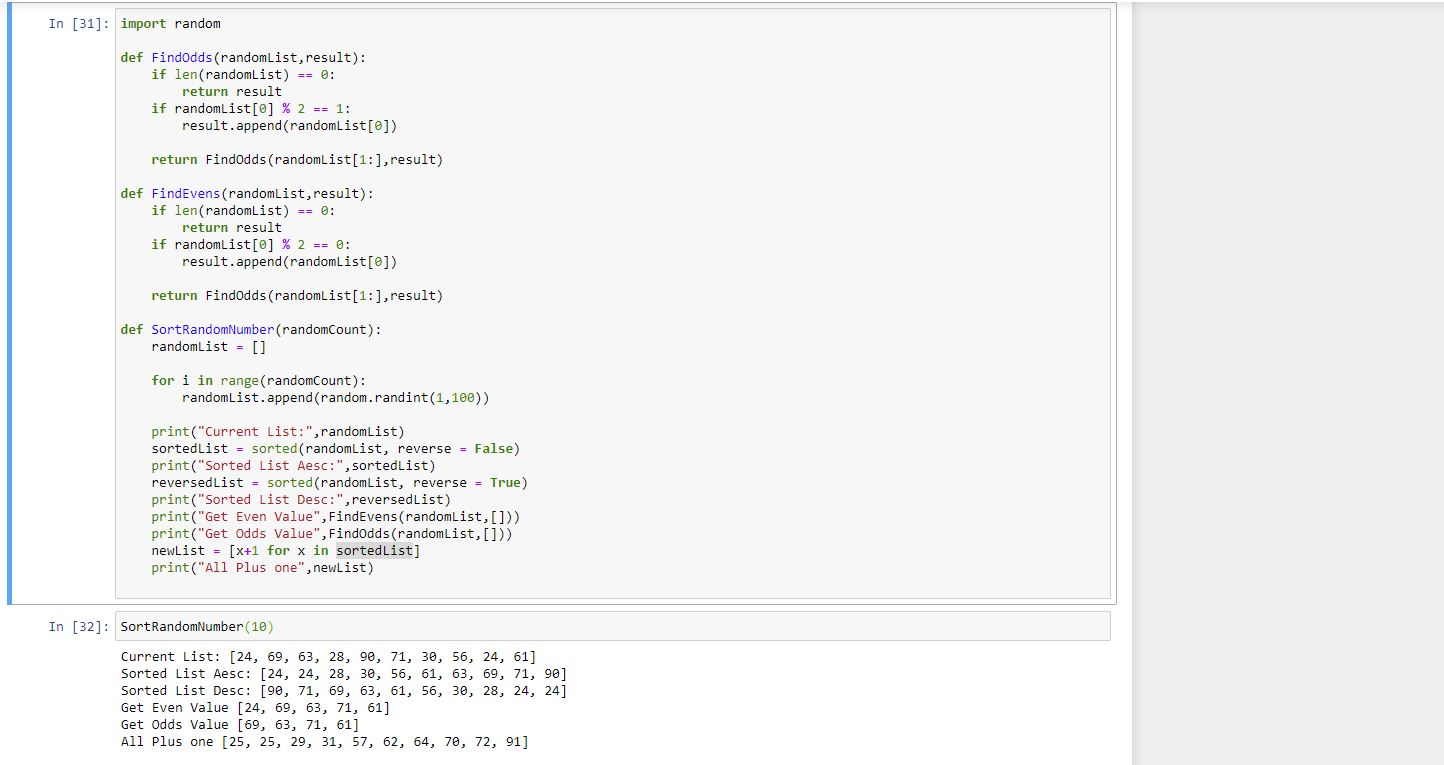 In [31]: import random
def FindOdds(randomList,result):
    if len(randomList) == 0:
        return result
    if randomList[0] % 2 == 1:
        result.append(randomList[0])
    return FindOdds(randomList[1:],result)
def FindEvens(randomList,result):
    if len(randomList) == 0:
        return result
    if randomList[0] % 2 == 0:
        result.append(randomList[0])
    return FindOdds(randomList[1:],result)
def SortRandomNumber(randomCount):
    randomList = []
    for i in range(randomCount):
        randomList.append(random.randint(1,100))
    print("Current List:",randomList)
    sortedList = sorted(randomList, reverse = False)
    print("Sorted List Aesc:",sortedList)
    reversedList = sorted(randomList, reverse = True)
    print("Sorted List Desc:",reversedList)
    print("Get Even Value",FindEvens(randomList,[]))
    print("Get Odds Value",FindOdds(randomList,[]))
    newList = [x+1 for x in sortedList]
    print("All Plus one",newList)
In [32]: SortRandomNumber(10)
Current List: [24, 69, 63, 28, 90, 71, 30, 56, 24, 61]
Sorted List Aesc: [24, 24, 28, 30, 56, 61, 63, 69, 71, 90]
Sorted List Desc: [90, 71, 69, 63, 61, 56, 30, 28, 24, 24]
Get Even Value [24, 69, 63, 71, 61]
Get Odds Value [69, 63, 71, 61]
All Plus one [25, 25, 29, 31, 57, 62, 64, 70, 72, 91]